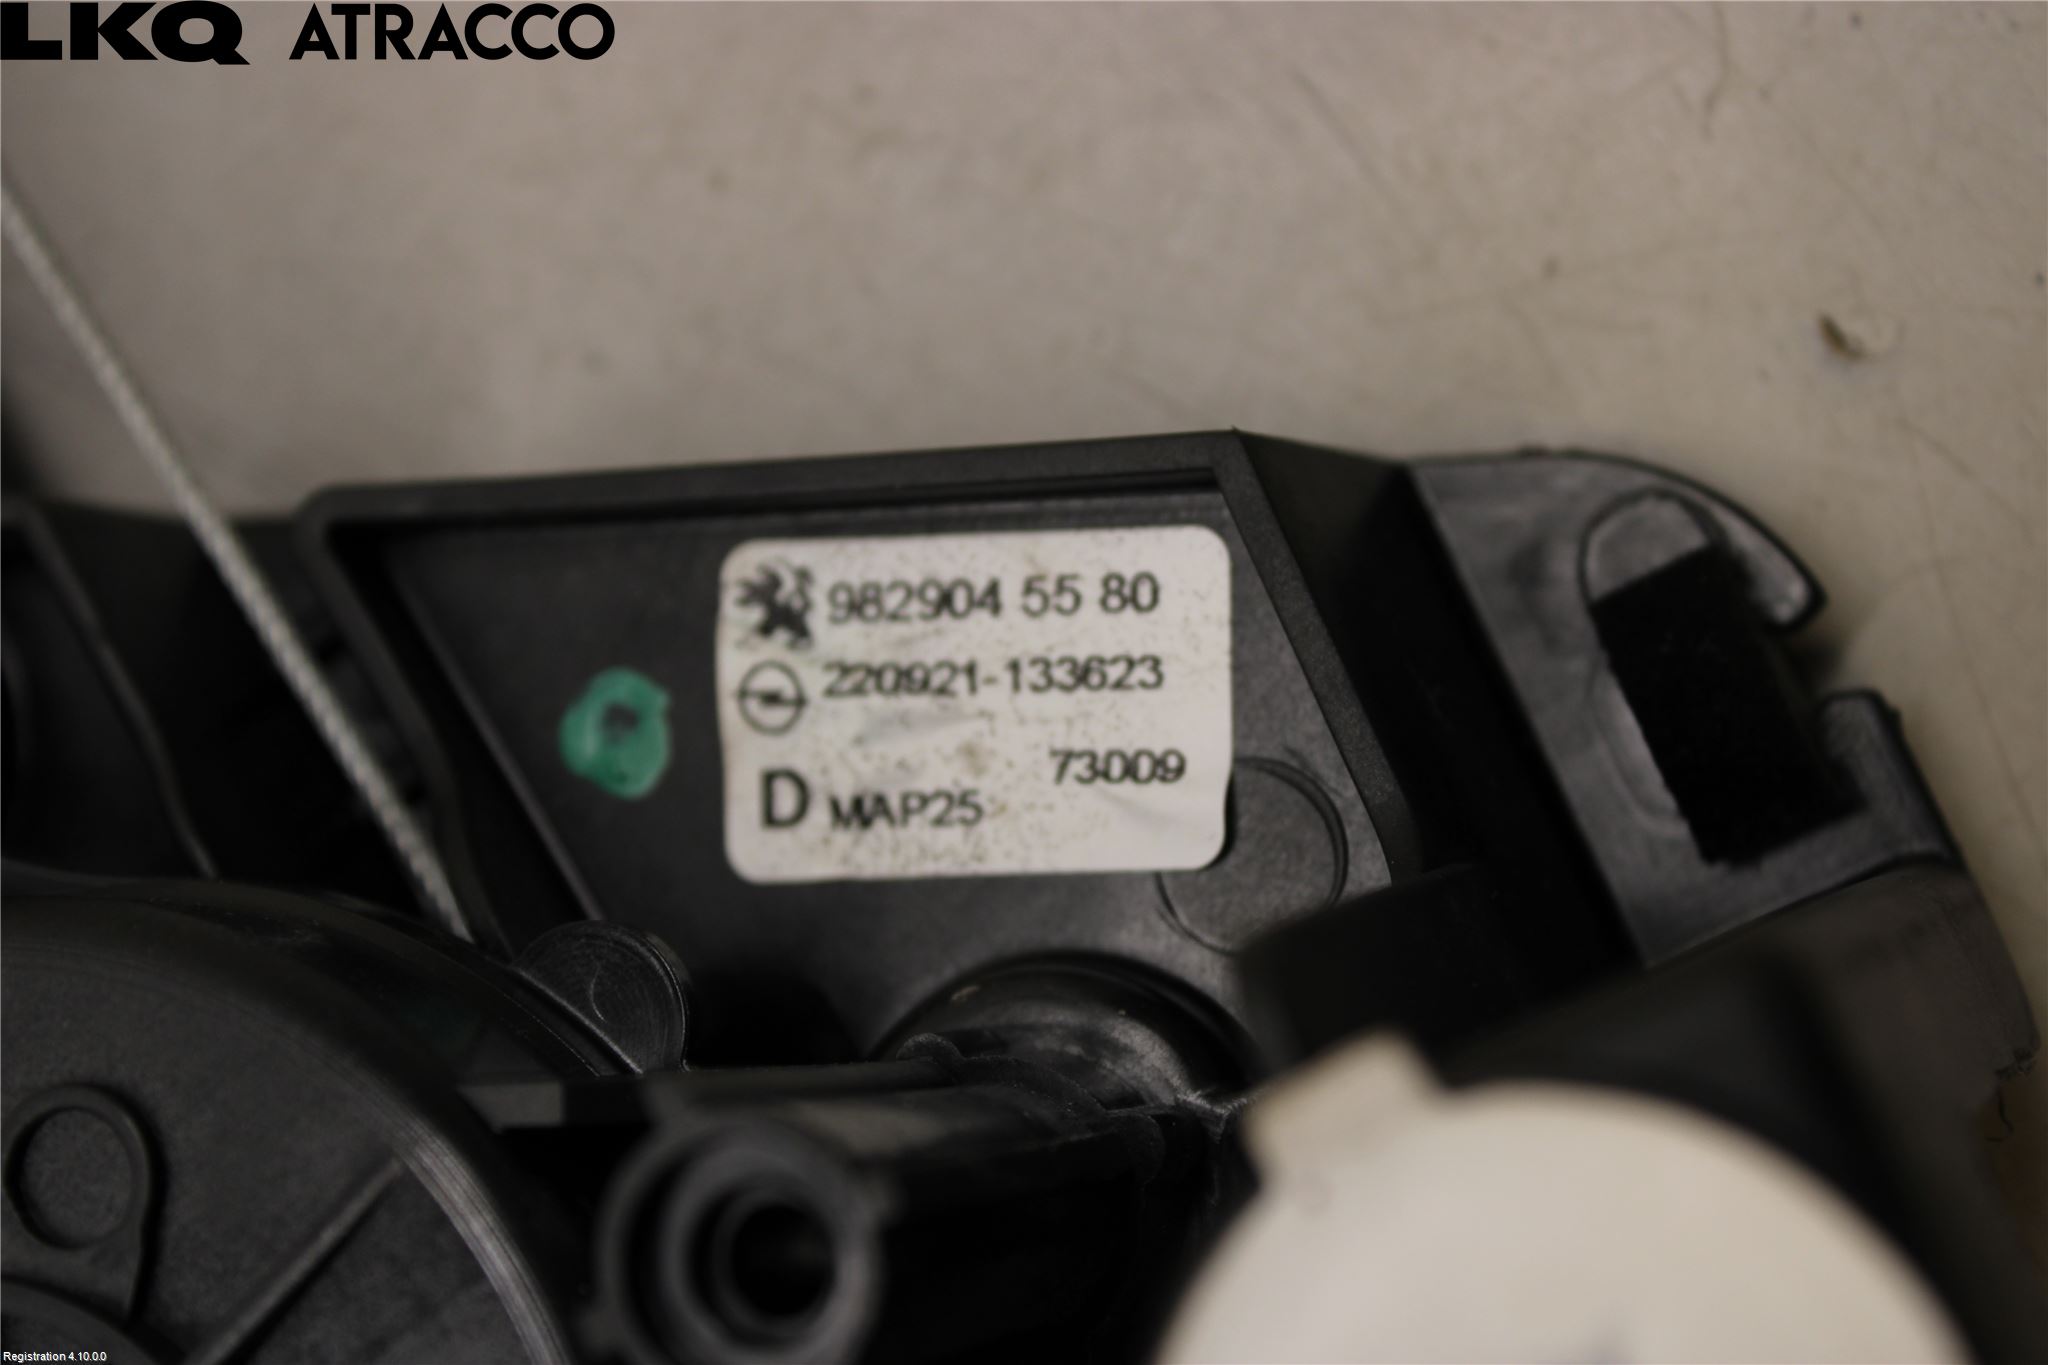 LKQ ATRACCO
982904 55 80
220921-133623
73009
D MAP25
Registration 4.10.0.0